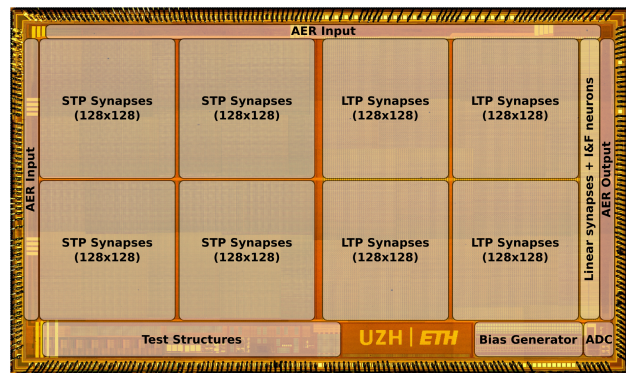 AER Input
STP Synapses
(128x128)
STP Synapses
(128x128)
LTP Synapses
(128x128)
LTP Synapses
(128x128)
AER Input
Linear synapses + I&F neurons
AER Output
STP Synapses
(128x128)
STP Synapses
(128x128)
LTP Synapses
(128x128)
LTP Synapses
(128x128)
Test Structures
UZH | ETH
Bias Generator
ADC